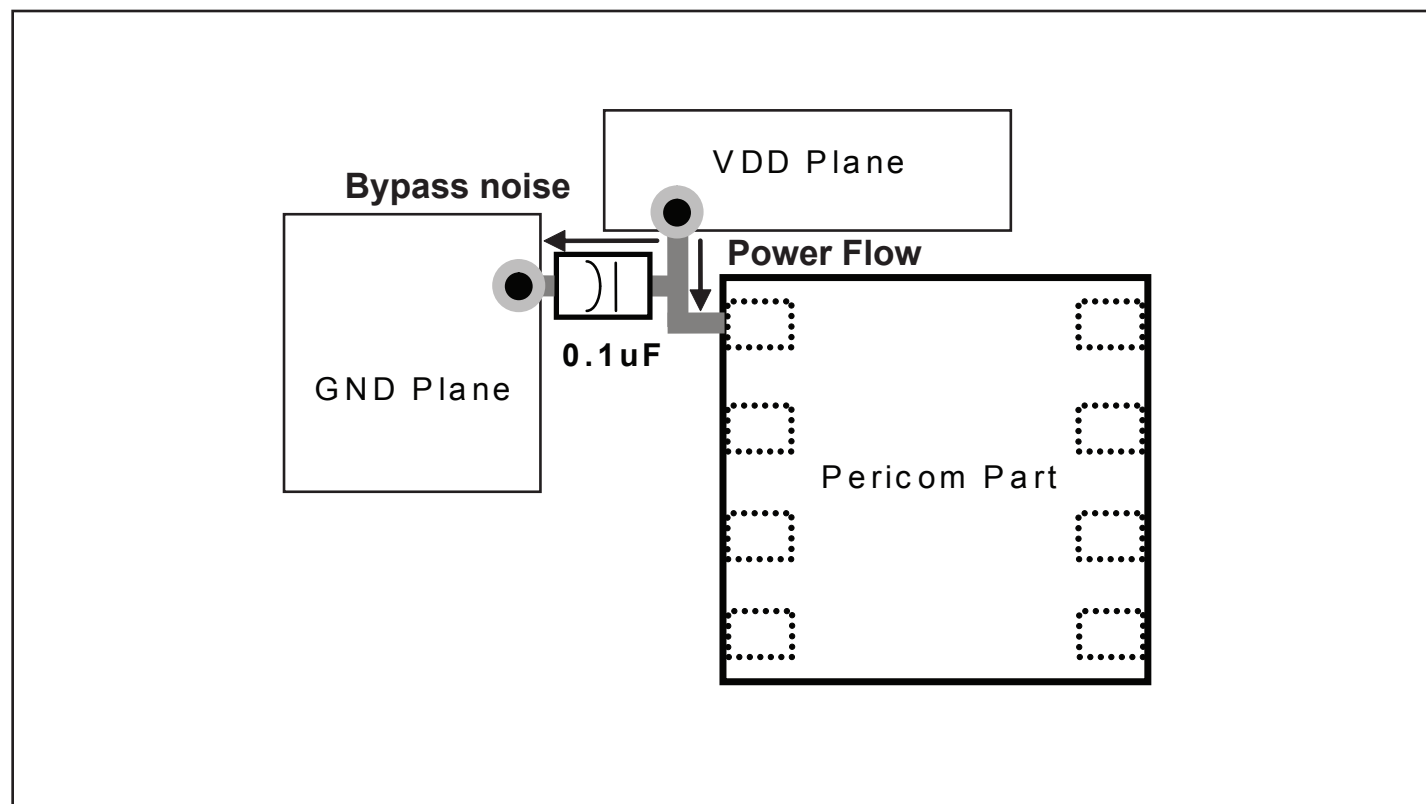 VDD Plane
Bypass noise
Power Flow
0.1uF
GND Plane
Pericom Part